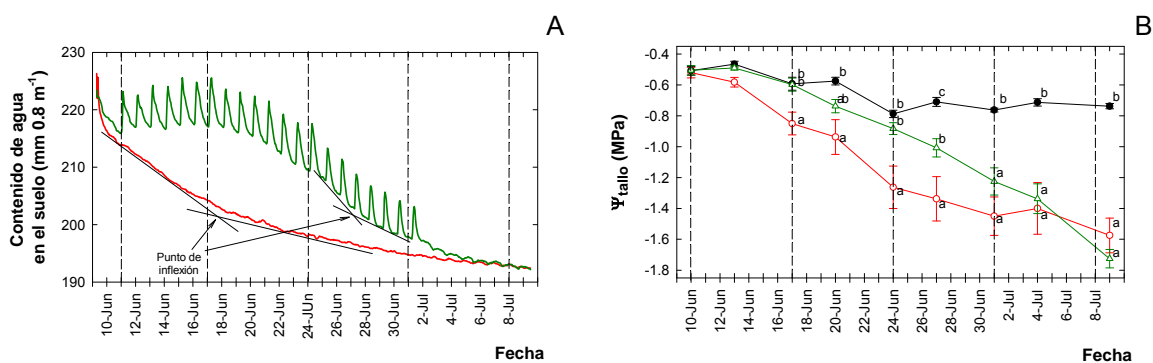 A
230
220
210
200
190
Contenido de agua
en el suelo (mm 0.8 m⁻¹)
Punto de
inflexión
10-Jun
12-Jun
14-Jun
16-Jun
18-Jun
20-Jun
22-Jun
24-Jun
26-Jun
28-Jun
30-Jun
2-Jul
4-Jul
6-Jul
8-Jul
Fecha
B
-0.4
-0.6
-0.8
-1.0
-1.2
-1.4
-1.6
-1.8
Ψtallo (MPa)
b
b
b
b
c
b
b
b
ab
b
b
a
a
a
a
a
a
a
a
a
a
10-Jun
12-Jun
14-Jun
16-Jun
18-Jun
20-Jun
22-Jun
24-Jun
26-Jun
28-Jun
30-Jun
2-Jul
4-Jul
6-Jul
8-Jul
Fecha